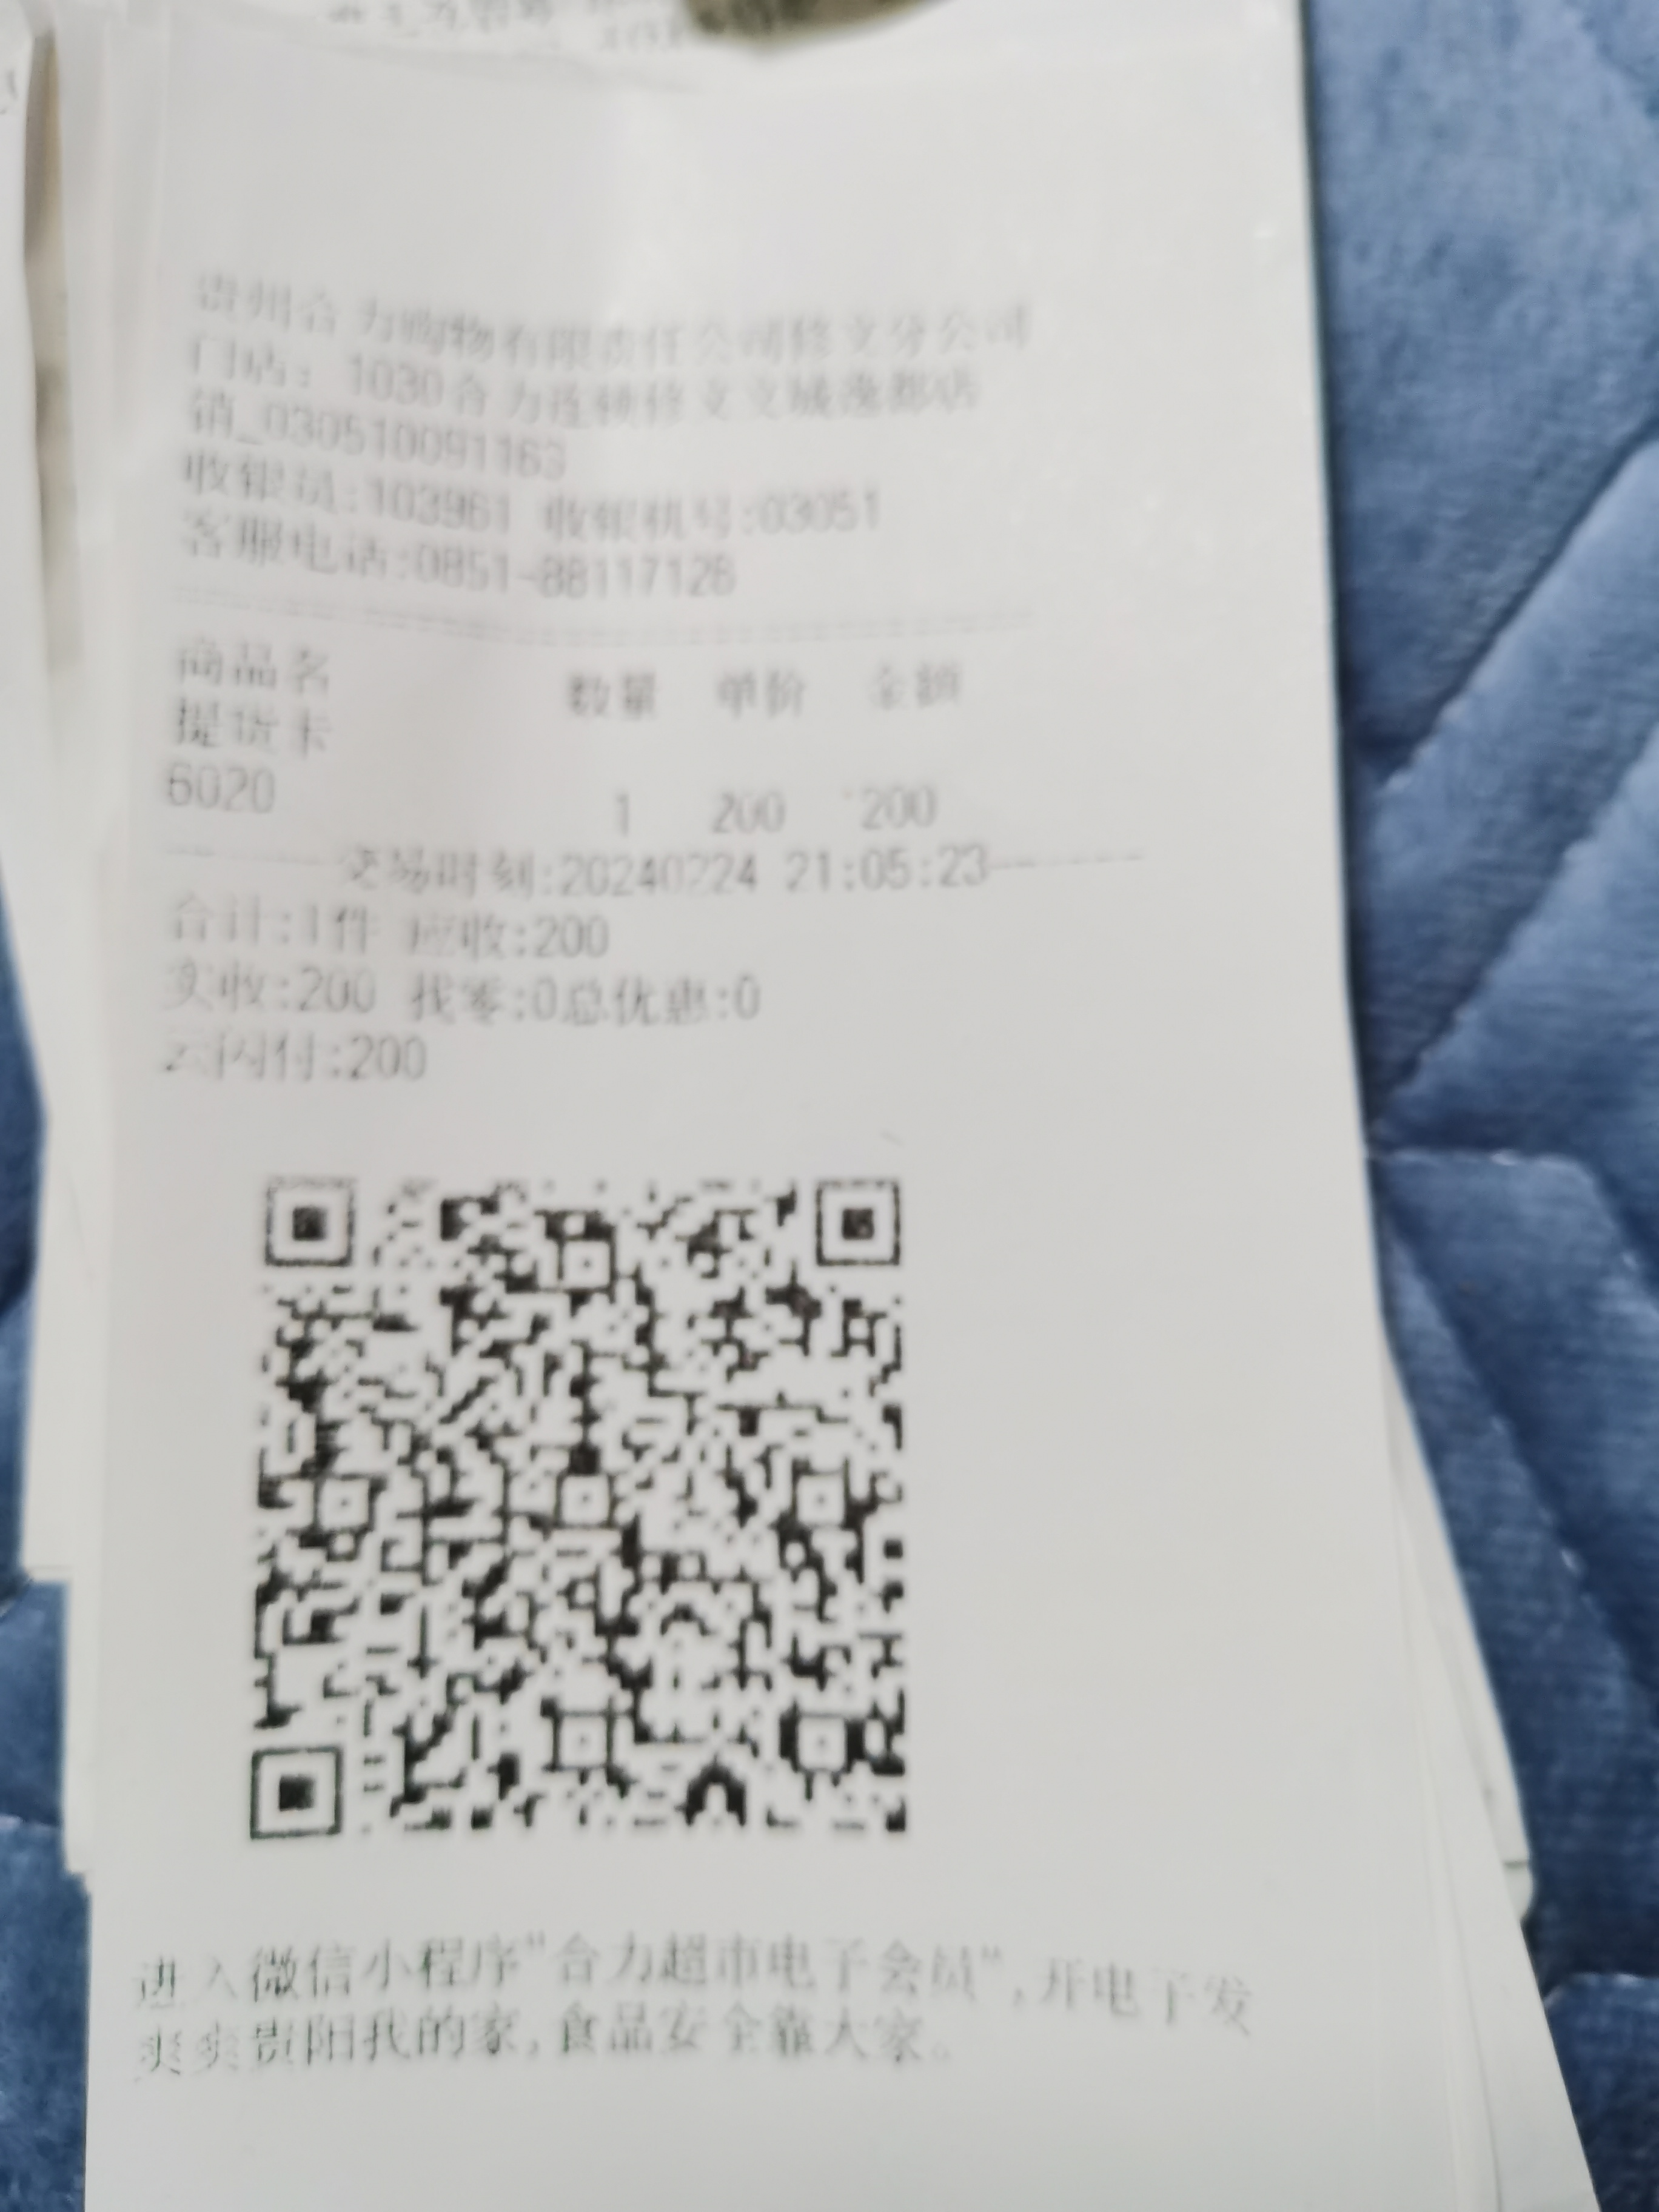 贵州合力购物有限责任公司修文分公司
门店：1030合力连锁修文文城逸都店
销_030510091163
收银员:103961 收银机号:03051
客服电话:0851-88117128
商品名 数量 单价 金额
提货卡
6020 1 200 200
交易时刻:20240224 21:05:23
合计:1件 应收:200
实收:200 找零:0总优惠:0
云闪付:200
进入微信小程序"合力超市电子会员",开电子发
爽爽贵阳我的家,食品安全靠大家。